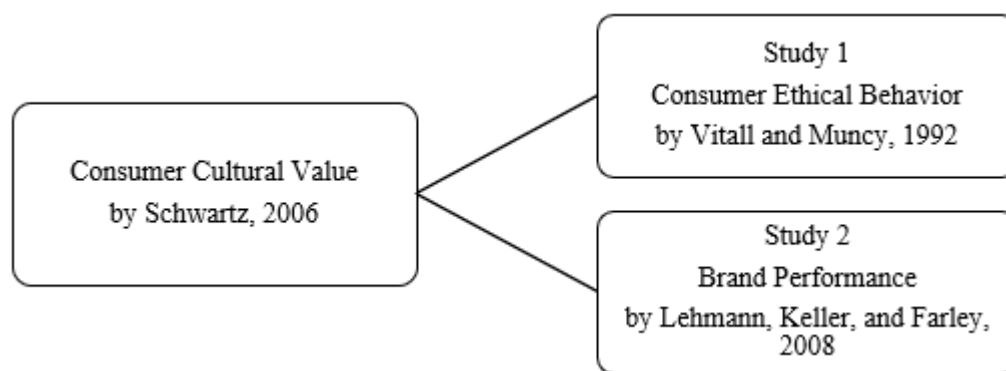 Consumer Cultural Value
by Schwartz, 2006
Study 1
Consumer Ethical Behavior
by Vitall and Muncy, 1992
Study 2
Brand Performance
by Lehmann, Keller, and Farley,
2008